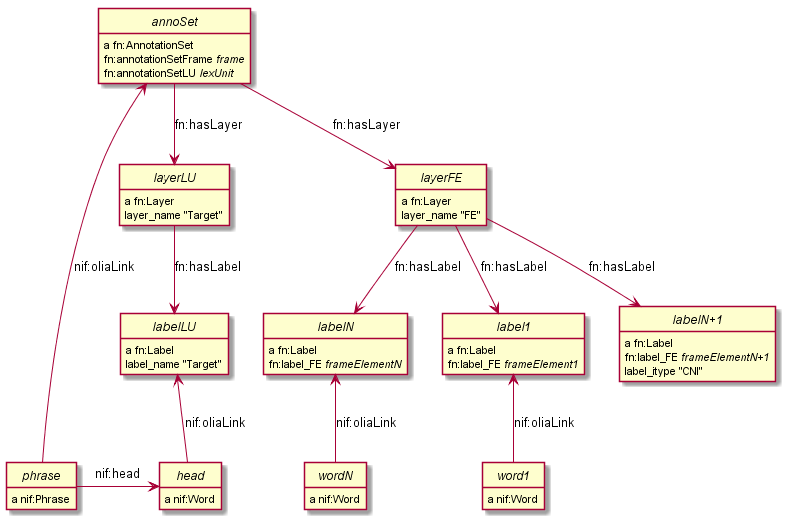 annoSet
a fn:AnnotationSet
fn:annotationSetFrame frame
fn:annotationSetLU lexUnit
fn:hasLayer
fn:hasLayer
layerLU
a fn:Layer
layer_name "Target"
layerFE
a fn:Layer
layer_name "FE"
nif:oliaLink
fn:hasLabel
fn:hasLabel
fn:hasLabel
fn:hasLabel
labelLU
a fn:Label
label_name "Target"
labelN
a fn:Label
fn:label_FE frameElementN
label1
a fn:Label
fn:label_FE frameElement1
labelN+1
a fn:Label
fn:label_FE frameElementN+1
label_itype "CNI"
nif:oliaLink
nif:oliaLink
nif:oliaLink
phrase
a nif:Phrase
nif:head
head
a nif:Word
wordN
a nif:Word
word1
a nif:Word